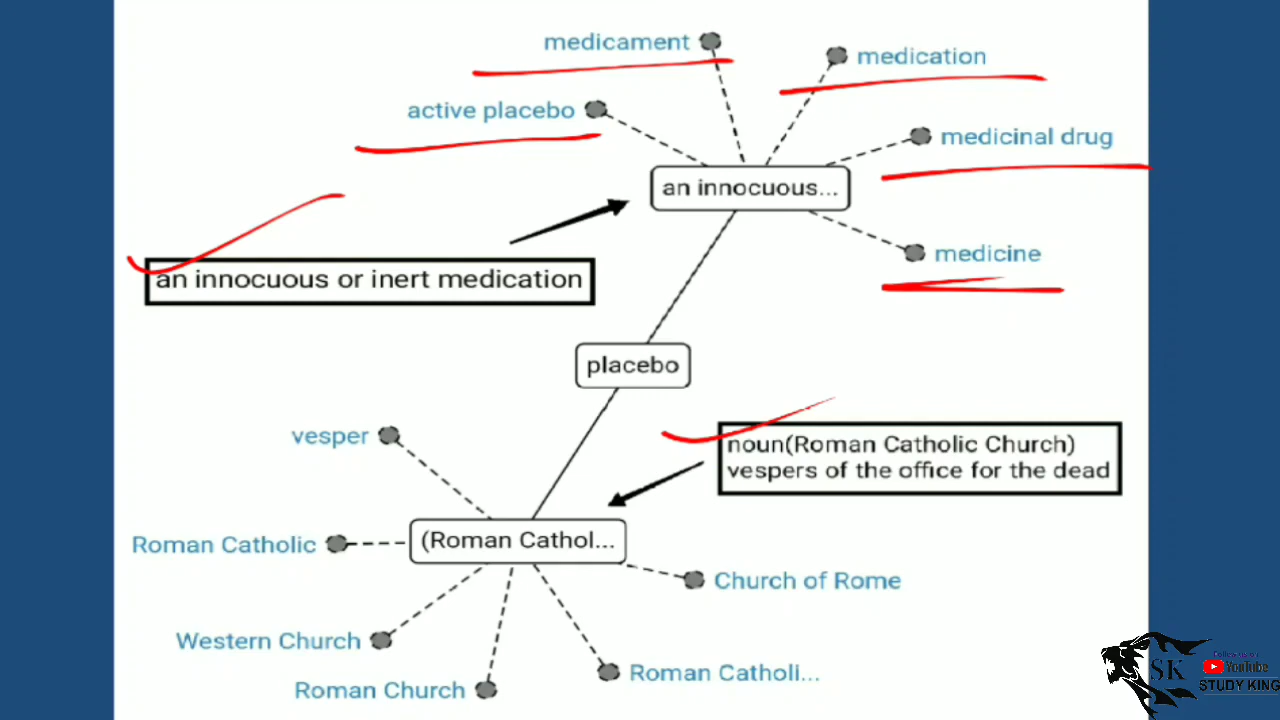 medicament
medication
active placebo
medicinal drug
an innocuous...
medicine
an innocuous or inert medication
placebo
vesper
noun(Roman Catholic Church)
vespers of the office for the dead
Roman Catholic
(Roman Cathol...
Church of Rome
Western Church
Roman Catholi...
Roman Church
Following on
SK
YouTube
STUDY KING